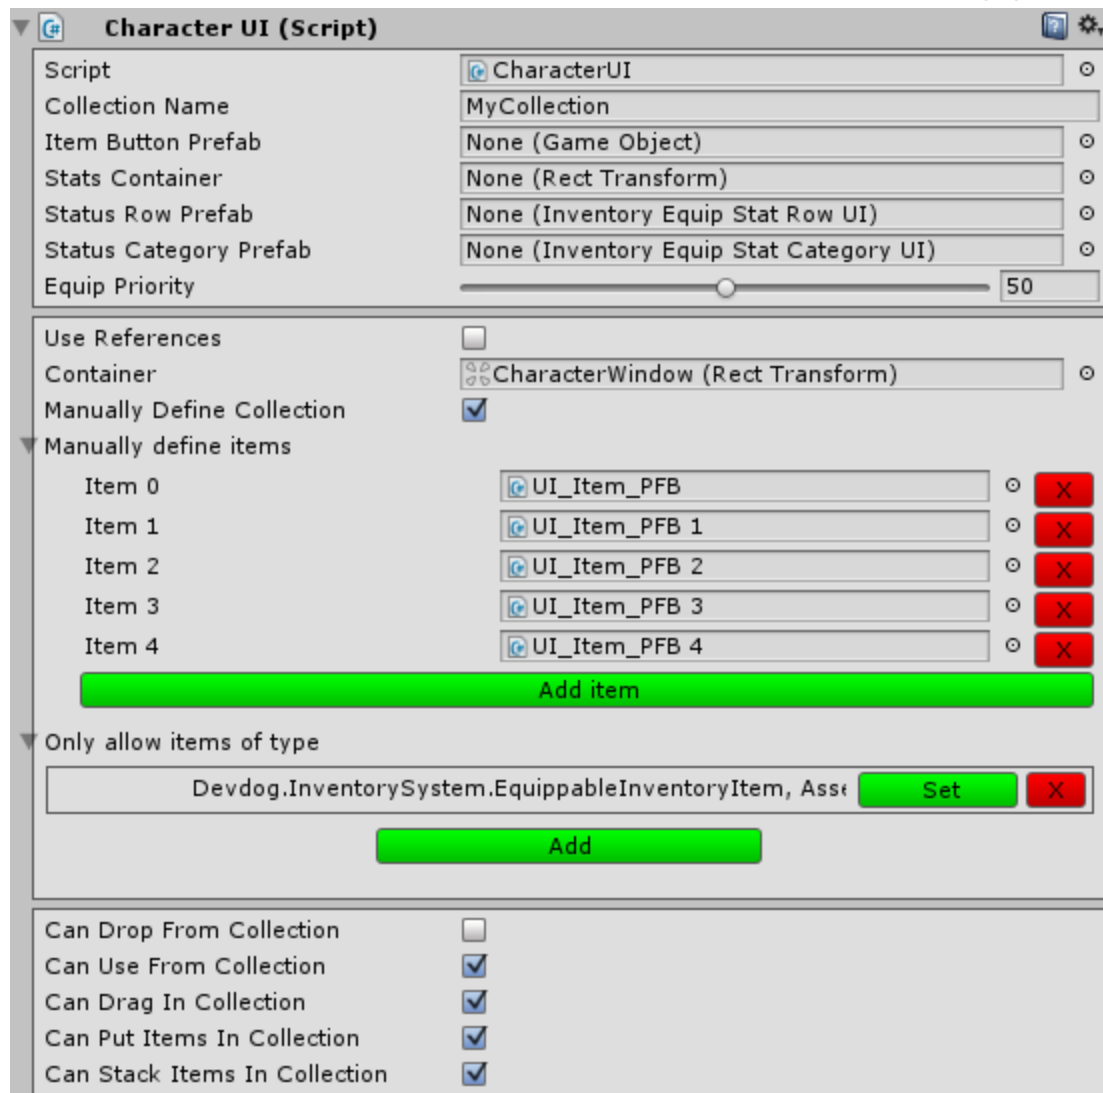 Character UI (Script)
Script CharacterUI
Collection Name MyCollection
Item Button Prefab None (Game Object)
Stats Container None (Rect Transform)
Status Row Prefab None (Inventory Equip Stat Row UI)
Status Category Prefab None (Inventory Equip Stat Category UI)
Equip Priority 50
Use References
Container CharacterWindow (Rect Transform)
Manually Define Collection
Manually define items
Item 0 UI_Item_PFB X
Item 1 UI_Item_PFB 1 X
Item 2 UI_Item_PFB 2 X
Item 3 UI_Item_PFB 3 X
Item 4 UI_Item_PFB 4 X
Add item
Only allow items of type
Devdog.InventorySystem.EquippableInventoryItem, Asse Set X
Add
Can Drop From Collection
Can Use From Collection
Can Drag In Collection
Can Put Items In Collection
Can Stack Items In Collection